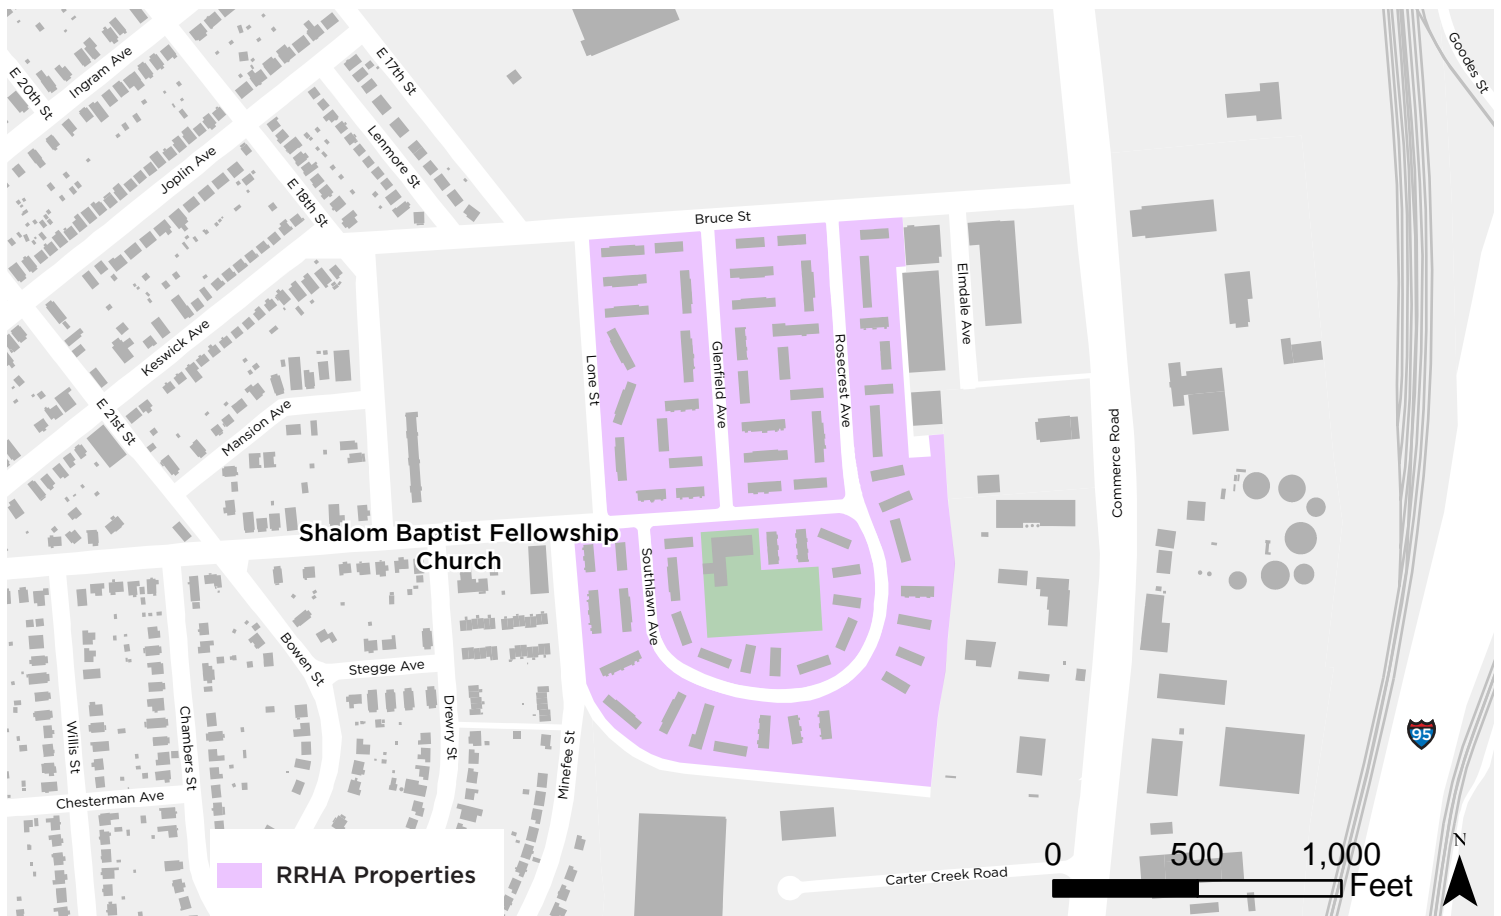 Ingram Ave
E 20th St
E 17th St
Goodes St
Lenmore St
Joplin Ave
E 18th St
Bruce St
Elmdale Ave
Keswick Ave
Lone St
Glenfield Ave
Rosecrest Ave
E 21st St
Mansion Ave
Commerce Road
Shalom Baptist Fellowship
Church
Southlawn Ave
Bowen St
Stegge Ave
Willis St
Chambers St
Drewry St
Minefee St
95
Chesterman Ave
RRHA Properties
Carter Creek Road
0 500 1,000
Feet
N